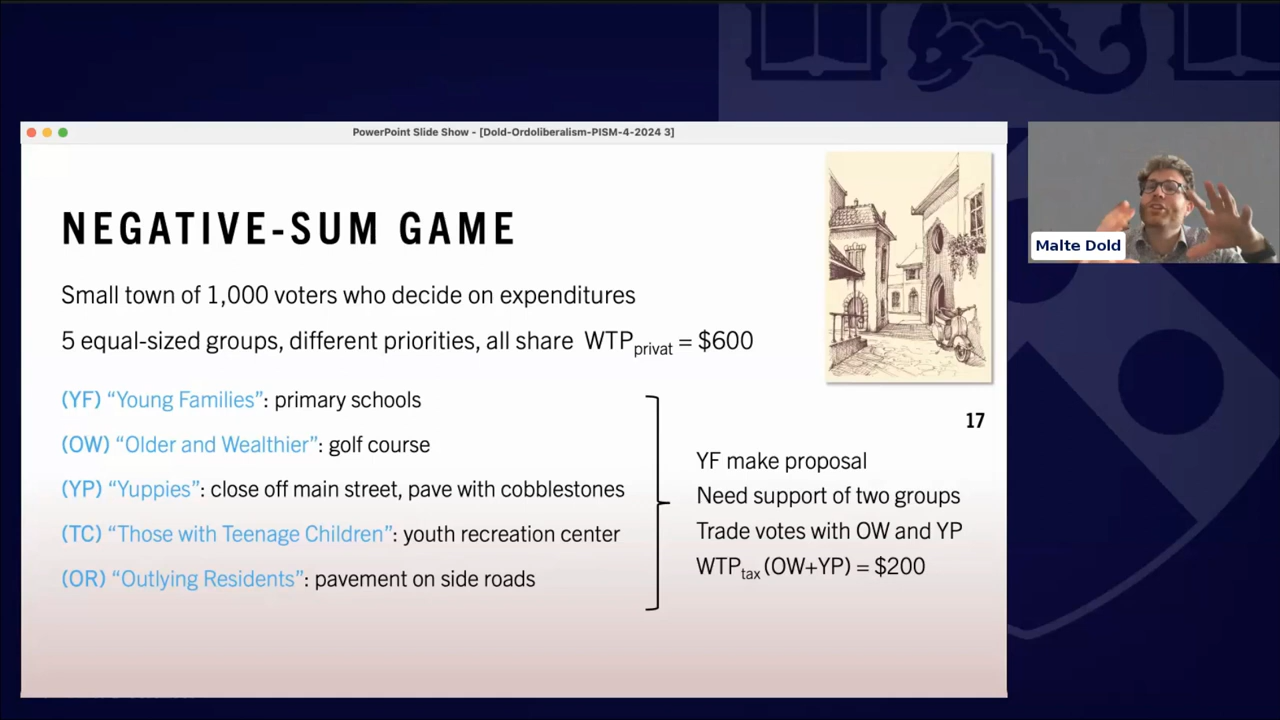 PowerPoint Slide Show - [Dold-Ordoliberalism-PISM-4-2024 3]
NEGATIVE-SUM GAME
Small town of 1,000 voters who decide on expenditures
5 equal-sized groups, different priorities, all share WTPprivat = $600
(YF) “Young Families”: primary schools
(OW) “Older and Wealthier”: golf course
(YP) “Yuppies”: close off main street, pave with cobblestones
(TC) “Those with Teenage Children”: youth recreation center
(OR) “Outlying Residents”: pavement on side roads
17
YF make proposal
Need support of two groups
Trade votes with OW and YP
WTPtax (OW+YP) = $200
Malte Dold